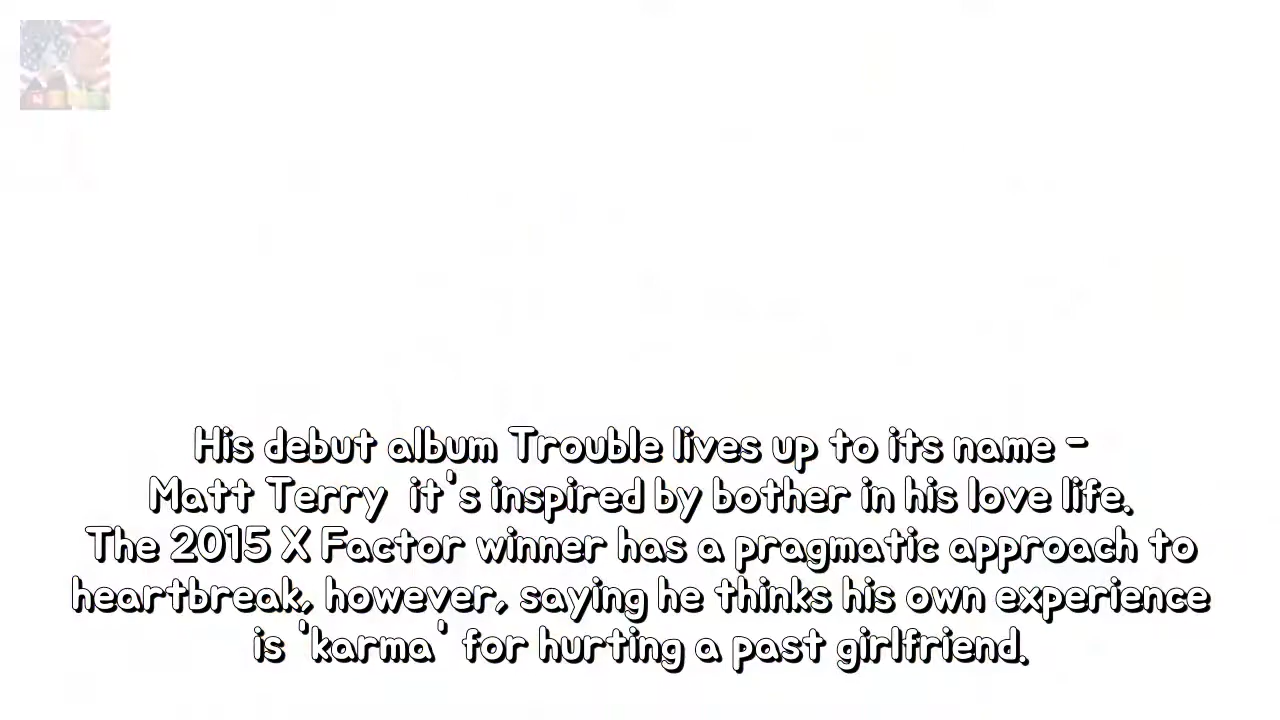 His debut album Trouble lives up to its name -
Matt Terry  it's inspired by bother in his love life.
The 2015 X Factor winner has a pragmatic approach to
heartbreak, however, saying he thinks his own experience
is 'karma' for hurting a past girlfriend.